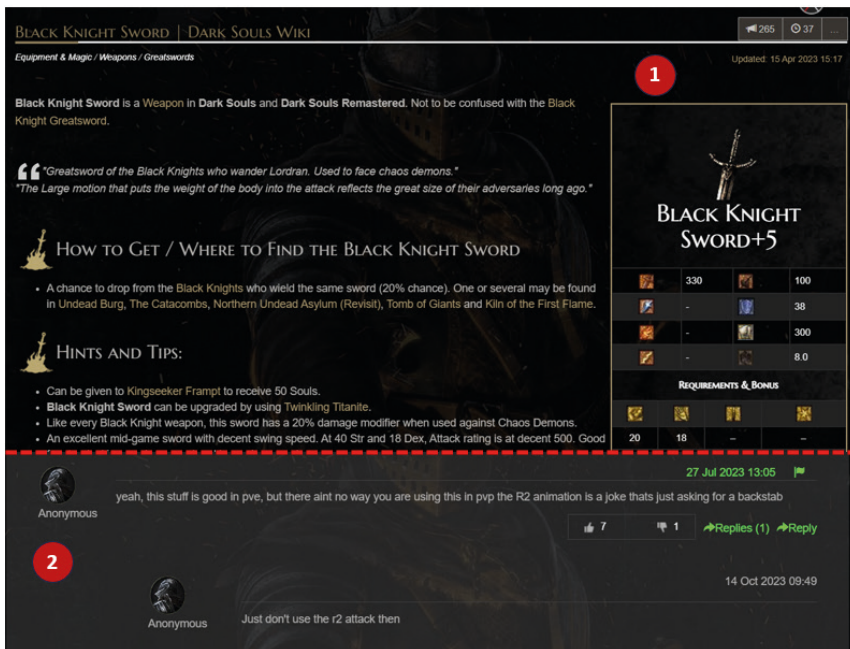 Black Knight Sword | Dark Souls Wiki
265
37
...
Equipment & Magic / Weapons / Greatswords
Updated: 15 Apr 2023 15:17
1
Black Knight Sword is a Weapon in Dark Souls and Dark Souls Remastered. Not to be confused with the Black
Knight Greatsword.
"Greatsword of the Black Knights who wander Lordran. Used to face chaos demons."
"The Large motion that puts the weight of the body into the attack reflects the great size of their adversaries long ago."
How to Get / Where to Find the Black Knight Sword
• A chance to drop from the Black Knights who wield the same sword (20% chance). One or several may be found
in Undead Burg, The Catacombs, Northern Undead Asylum (Revisit), Tomb of Giants and Kiln of the First Flame.
Hints and Tips:
• Can be given to Kingseeker Frampt to receive 50 Souls.
• Black Knight Sword can be upgraded by using Twinkling Titanite.
• Like every Black Knight weapon, this sword has a 20% damage modifier when used against Chaos Demons.
• An excellent mid-game sword with decent swing speed. At 40 Str and 18 Dex, Attack rating is at decent 500. Good
Black Knight
Sword+5
330 100
- 38
- 300
- 8.0
Requirements & Bonus
20 18 – –
27 Jul 2023 13:05
Anonymous
yeah, this stuff is good in pve, but there aint no way you are using this in pvp the R2 animation is a joke thats just asking for a backstab
7 1 Replies (1) Reply
2
14 Oct 2023 09:49
Anonymous
Just don't use the r2 attack then